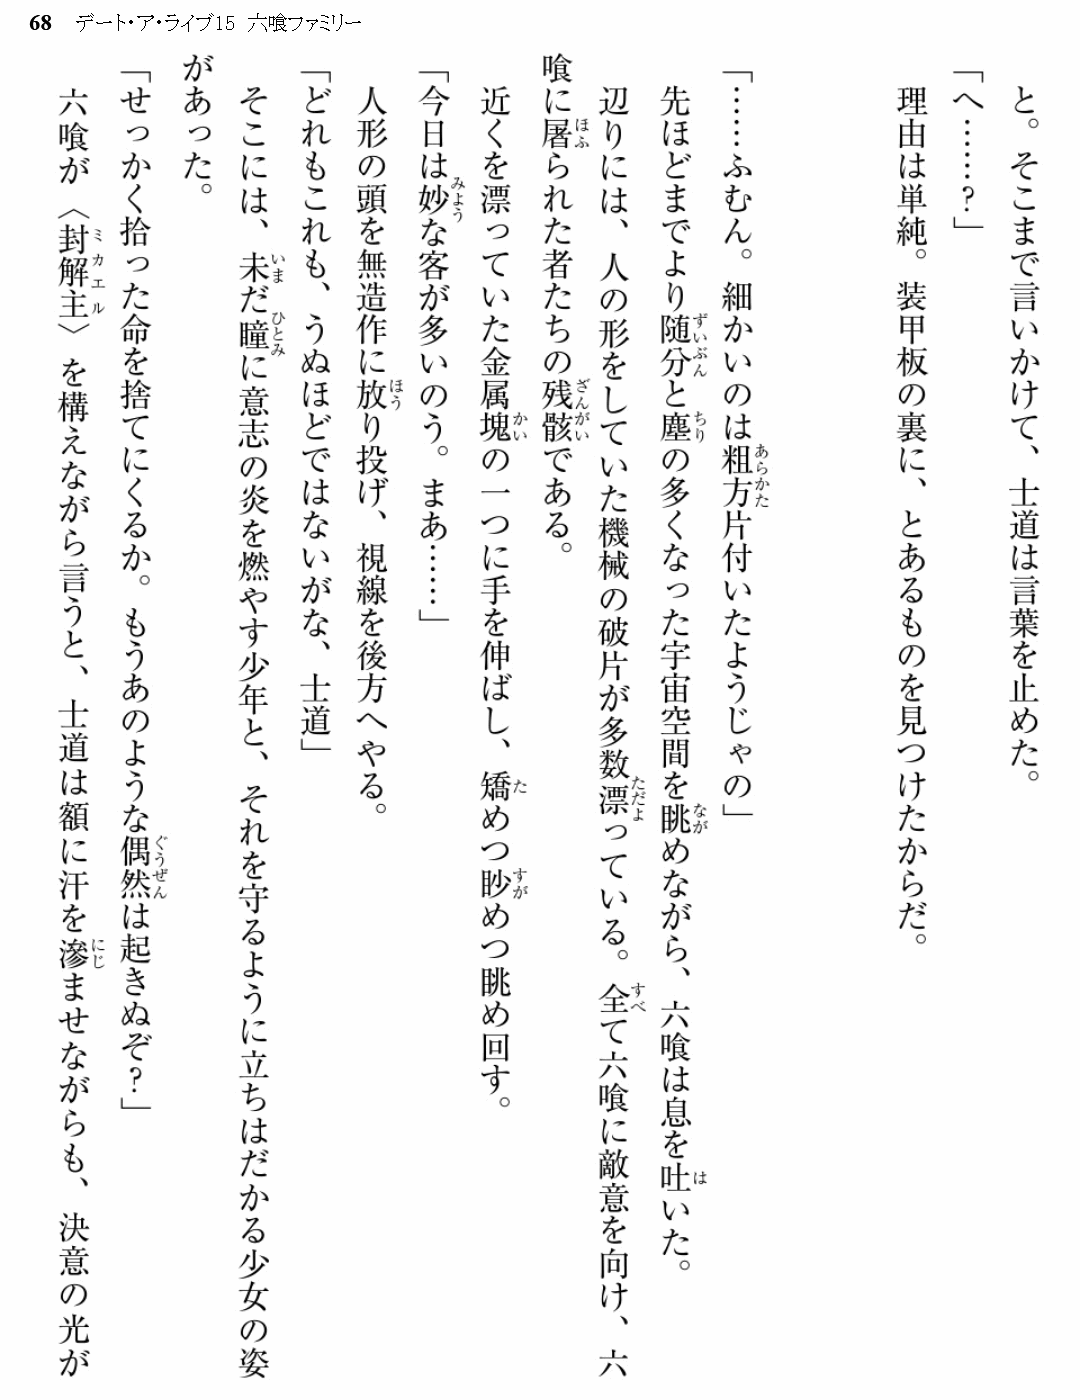 68 デート・ア・ライブ15 六喰ファミリー
と。そこまで言いかけて、士道は言葉を止めた。
「へ……?」
理由は単純。装甲板の裏に、とあるものを見つけたからだ。
「……ふむん。細かいのは粗方片付いたようじゃの」
先ほどまでより随分と塵の多くなった宇宙空間を眺めながら、六喰は息を吐いた。
辺りには、人の形をしていた機械の破片が多数漂っている。全て六喰に敵意を向け、六
喰に屠られた者たちの残骸である。
近くを漂っていた金属塊の一つに手を伸ばし、矯めつ眇めつ眺め回す。
「今日は妙な客が多いのう。まあ……」
人形の頭を無造作に放り投げ、視線を後方へやる。
「どれもこれも、うぬほどではないがな、士道」
そこには、未だ瞳に意志の炎を燃やす少年と、それを守るように立ちはだかる少女の姿
があった。
「せっかく拾った命を捨てにくるか。もうあのような偶然は起きぬぞ?」
六喰が〈封解主〉を構えながら言うと、士道は額に汗を滲ませながらも、決意の光が